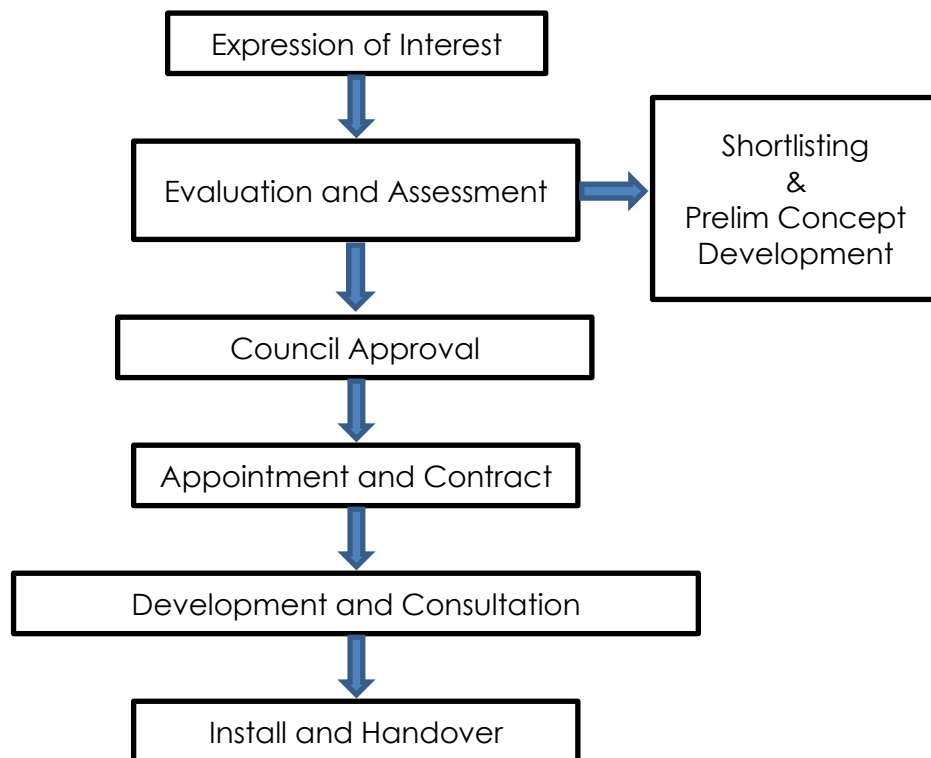 Expression of Interest
Evaluation and Assessment
Shortlisting
&
Prelim Concept
Development
Council Approval
Appointment and Contract
Development and Consultation
Install and Handover